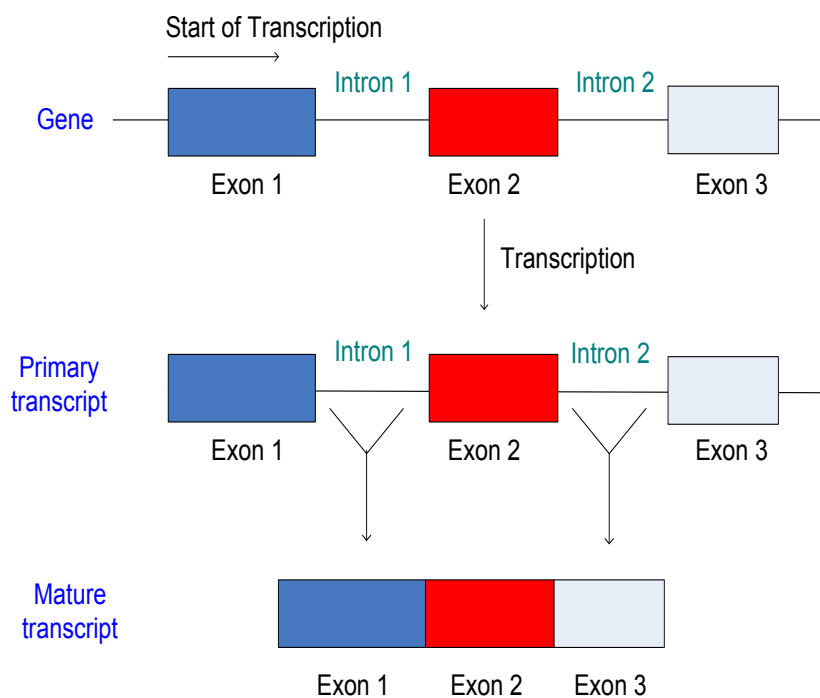 Start of Transcription
Intron 1
Intron 2
Gene
Exon 1
Exon 2
Exon 3
Transcription
Intron 1
Intron 2
Primary
transcript
Exon 1
Exon 2
Exon 3
Mature
transcript
Exon 1
Exon 2
Exon 3